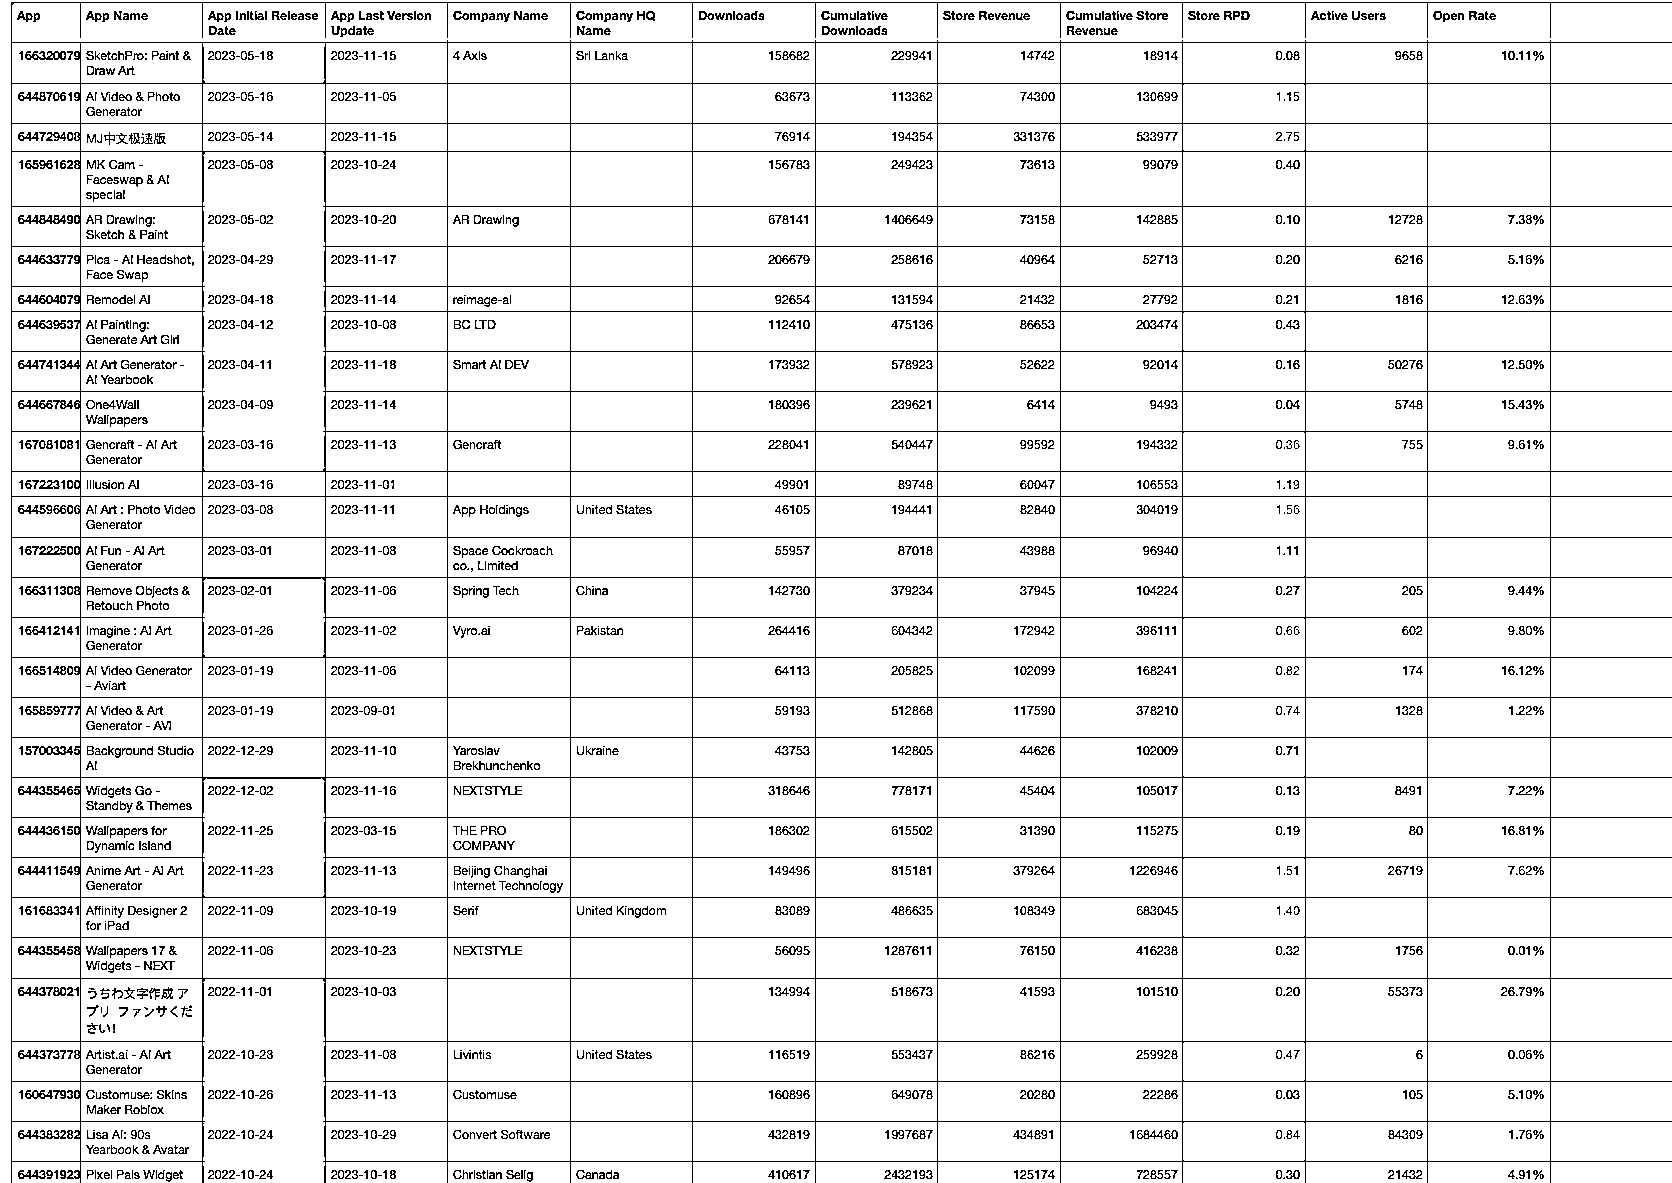 App App Name App Initial Release Date App Last Version Update Company Name Company HQ Name Downloads Cumulative Downloads Store Revenue Cumulative Store Revenue Store RPD Active Users Open Rate
166320079 SketchPro: Paint & Draw Art 2023-05-18 2023-11-15 4 Axis Sri Lanka 158682 229941 14742 18914 0.08 9658 10.11%
644870619 AI Video & Photo Generator 2023-05-16 2023-11-05 63673 113362 74300 130699 1.15
644729408 MJ中文极速版 2023-05-14 2023-11-15 76914 194354 331376 533977 2.75
165961628 MK Cam - Faceswap & AI special 2023-05-08 2023-10-24 156783 249423 73613 99079 0.40
644848490 AR Drawing: Sketch & Paint 2023-05-02 2023-10-20 AR Drawing 678141 1406649 73158 142885 0.10 12728 7.38%
644633779 Pica - AI Headshot, Face Swap 2023-04-29 2023-11-17 206679 258616 40964 52713 0.20 6216 5.16%
644604079 Remodel AI 2023-04-18 2023-11-14 reimage-ai 92654 131594 21432 27792 0.21 1816 12.63%
644639537 AI Painting: Generate Art Girl 2023-04-12 2023-10-08 BC LTD 112410 475136 86653 203474 0.43
644741344 AI Art Generator - AI Yearbook 2023-04-11 2023-11-18 Smart AI DEV 173932 578923 52622 92014 0.16 50276 12.50%
644667846 One4Wall Wallpapers 2023-04-09 2023-11-14 180396 239621 6414 9493 0.04 5748 15.43%
167081081 Gencraft - AI Art Generator 2023-03-16 2023-11-13 Gencraft 228041 540447 99592 194332 0.36 755 9.61%
167223100 Illusion AI 2023-03-16 2023-11-01 49901 89748 60047 106553 1.19
644596606 AI Art : Photo Video Generator 2023-03-08 2023-11-11 App Holdings United States 46105 194441 82840 304019 1.56
167222500 AI Fun - AI Art Generator 2023-03-01 2023-11-08 Space Cockroach co., Limited 55957 87018 43988 96940 1.11
166311308 Remove Objects & Retouch Photo 2023-02-01 2023-11-06 Spring Tech China 142730 379234 37945 104224 0.27 205 9.44%
166412141 Imagine : AI Art Generator 2023-01-26 2023-11-02 Vyro.ai Pakistan 264416 604342 172942 396111 0.66 602 9.80%
166514809 AI Video Generator - Aviart 2023-01-19 2023-11-06 64113 205825 102099 168241 0.82 174 16.12%
165859777 AI Video & Art Generator - AVI 2023-01-19 2023-09-01 59193 512868 117590 378210 0.74 1328 1.22%
157003345 Background Studio AI 2022-12-29 2023-11-10 Yaroslav Brekhunchenko Ukraine 43753 142805 44626 102009 0.71
644355465 Widgets Go - Standby & Themes 2022-12-02 2023-11-16 NEXTSTYLE 318646 778171 45404 105017 0.13 8491 7.22%
644436150 Wallpapers for Dynamic Island 2022-11-25 2023-03-15 THE PRO COMPANY 186302 615502 31390 115275 0.19 80 16.81%
644411549 Anime Art - AI Art Generator 2022-11-23 2023-11-13 Beijing Changhai Internet Technology 149496 815181 379264 1226946 1.51 26719 7.62%
161683341 Affinity Designer 2 for iPad 2022-11-09 2023-10-19 Serif United Kingdom 83089 486635 108349 683045 1.40
644355458 Wallpapers 17 & Widgets - NEXT 2022-11-06 2023-10-23 NEXTSTYLE 56095 1287611 76150 416238 0.32 1756 0.01%
644378021 うちわ文字作成 アプリ ファンサください! 2022-11-01 2023-10-03 134994 518673 41593 101510 0.20 55373 26.79%
644373778 Artist.ai - AI Art Generator 2022-10-28 2023-11-08 Livintis United States 116519 553437 86216 259928 0.47 6 0.06%
160647930 Customuse: Skins Maker Roblox 2022-10-26 2023-11-13 Customuse 160896 649078 20280 22286 0.03 105 5.10%
644383282 Lisa AI: 90s Yearbook & Avatar 2022-10-24 2023-10-29 Convert Software 432819 1997687 434891 1684460 0.84 84309 1.76%
644391923 Pixel Pals Widget 2022-10-24 2023-10-18 Christian Selig Canada 410617 2432193 125174 728557 0.30 21432 4.91%